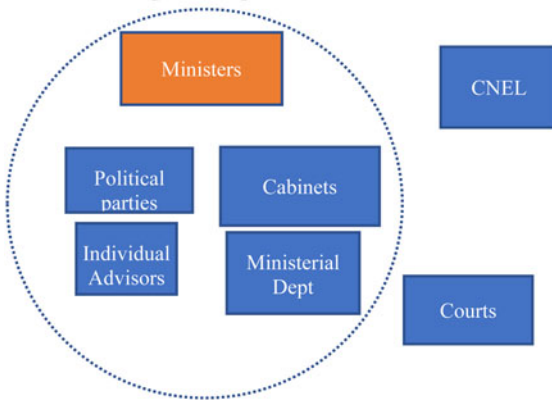 Ministers
CNEL
Political
parties
Cabinets
Individual
Advisors
Ministerial
Dept
Courts